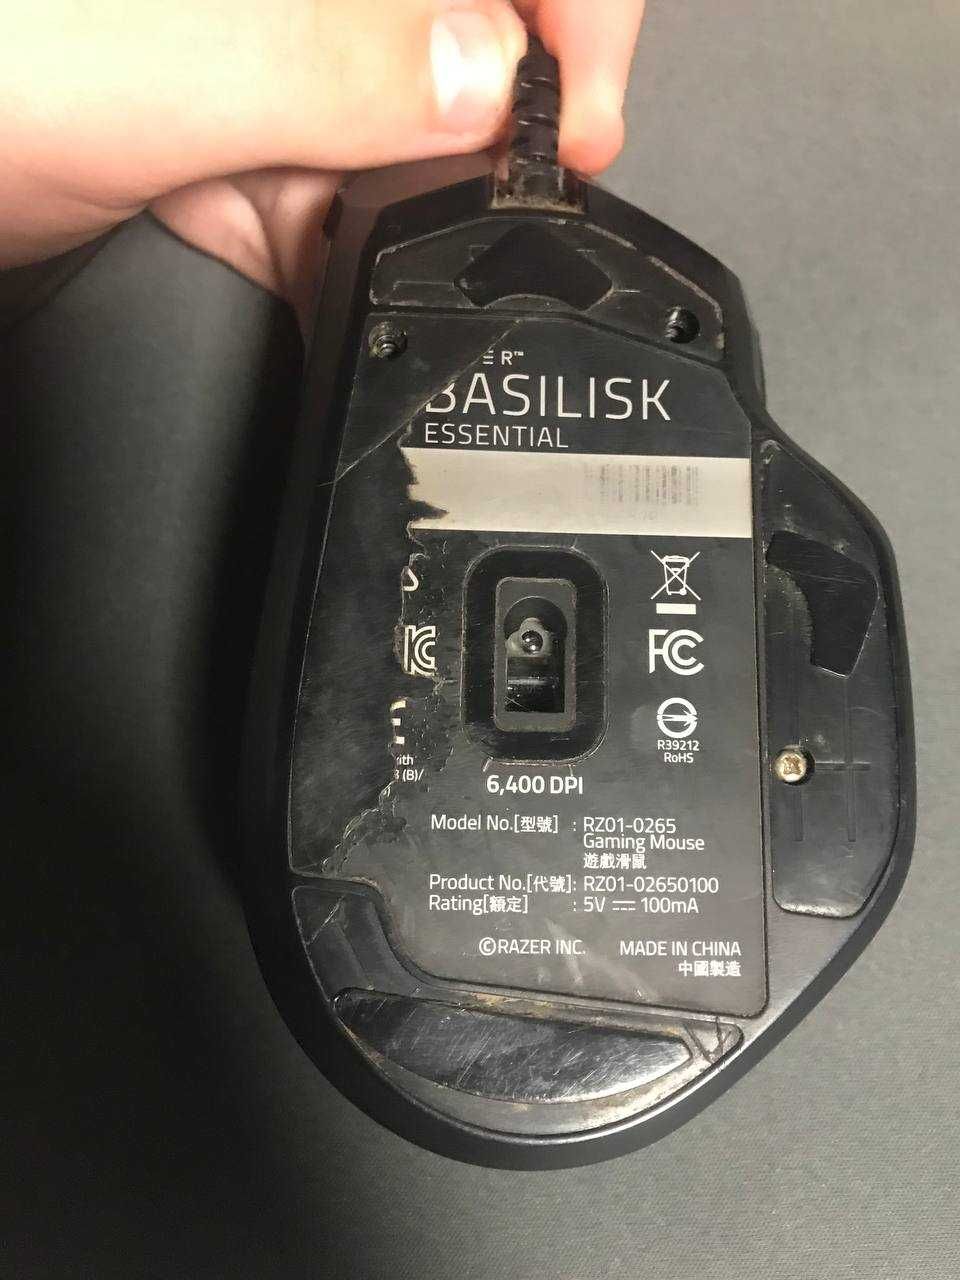 ER™
BASILISK
ESSENTIAL
FC
R39212
RoHS
(B)/
6,400 DPI
Model No.[型號] : RZ01-0265
Gaming Mouse
遊戲滑鼠
Product No.[代號]: RZ01-02650100
Rating[額定] : 5V ⎓ 100mA
©RAZER INC. MADE IN CHINA
中國製造